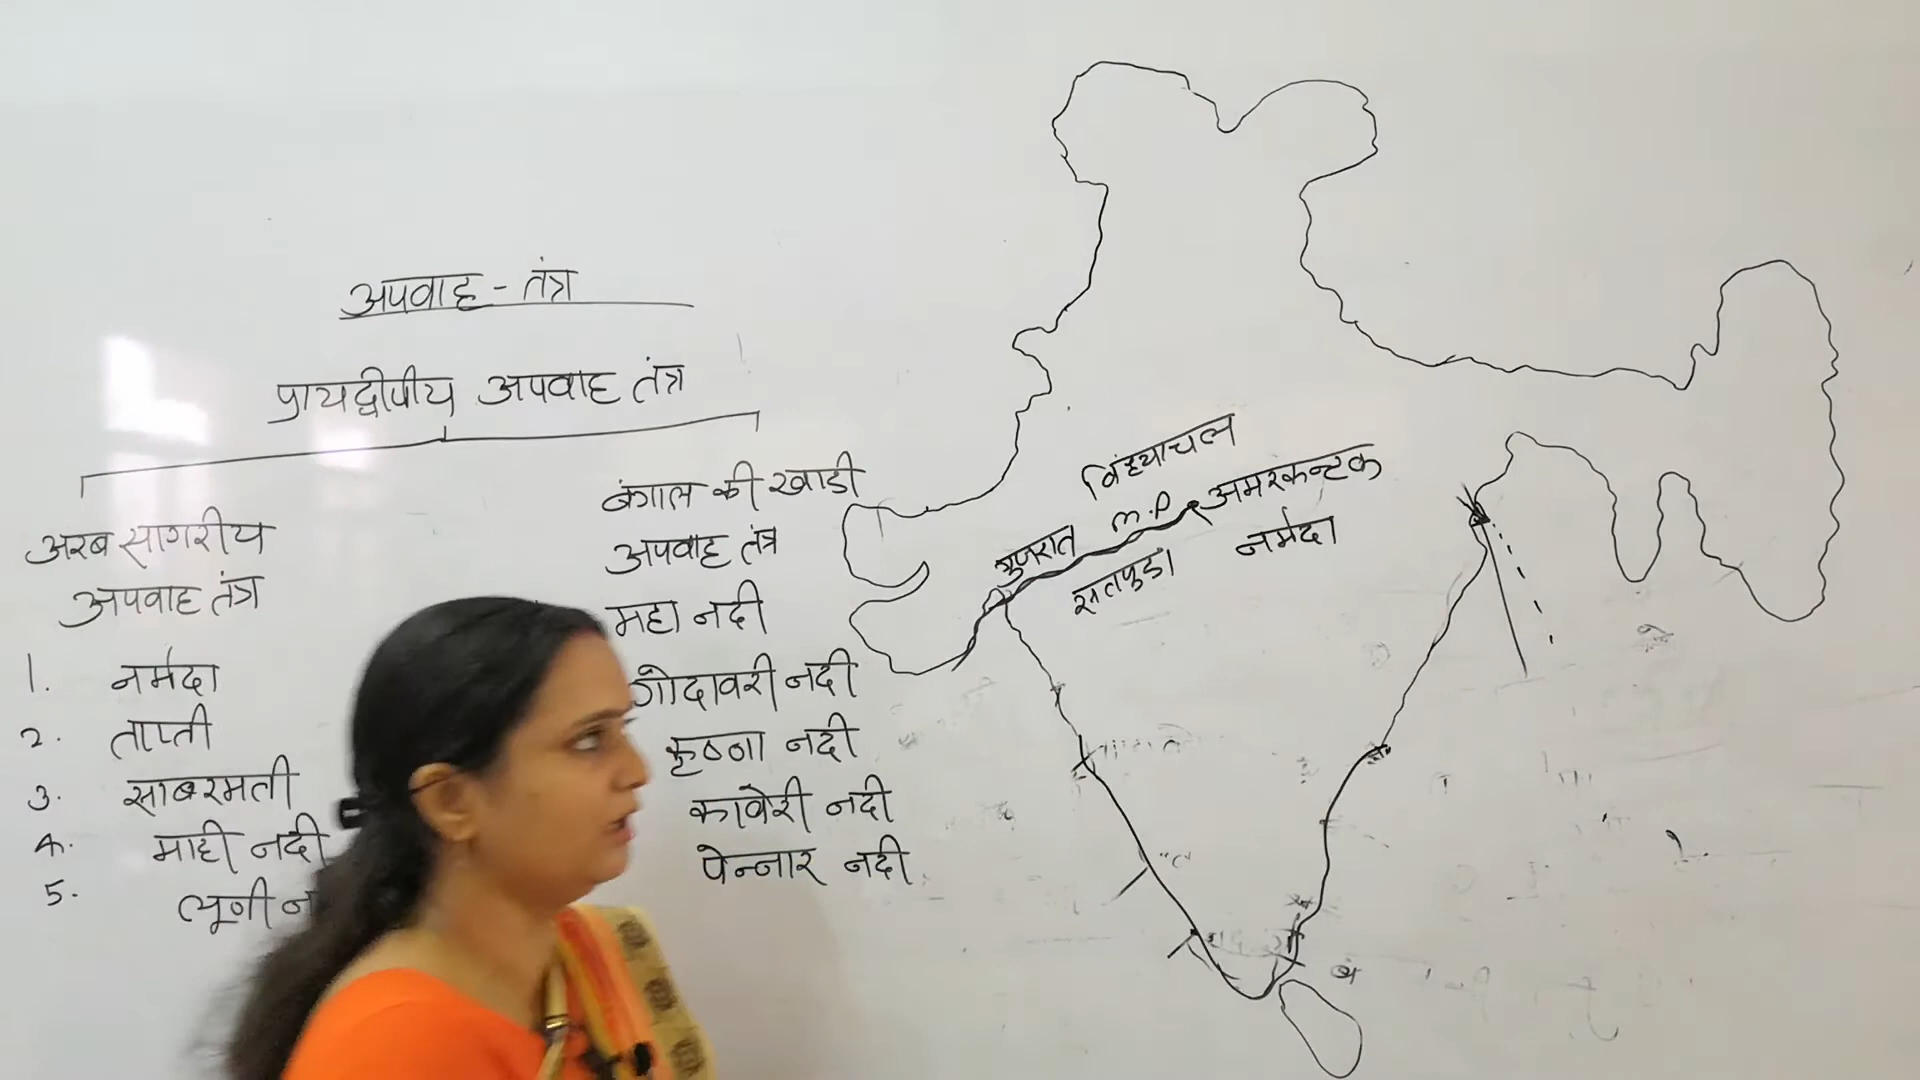 अपवाह - तंत्र
प्रायद्वीपीय अपवाह तंत्र
अरब सागरीय
अपवाह तंत्र
1. नर्मदा
2. ताप्ती
3. साबरमती
4. माही नदी
5. लूनी न
बंगाल की खाडी
अपवाह तंत्र
महा नदी
गोदावरी नदी
कृष्णा नदी
कावेरी नदी
पेन्नार नदी
विंध्याचल
अमरकन्टक
M.P
गुजरात
नर्मदा
सतपुडा